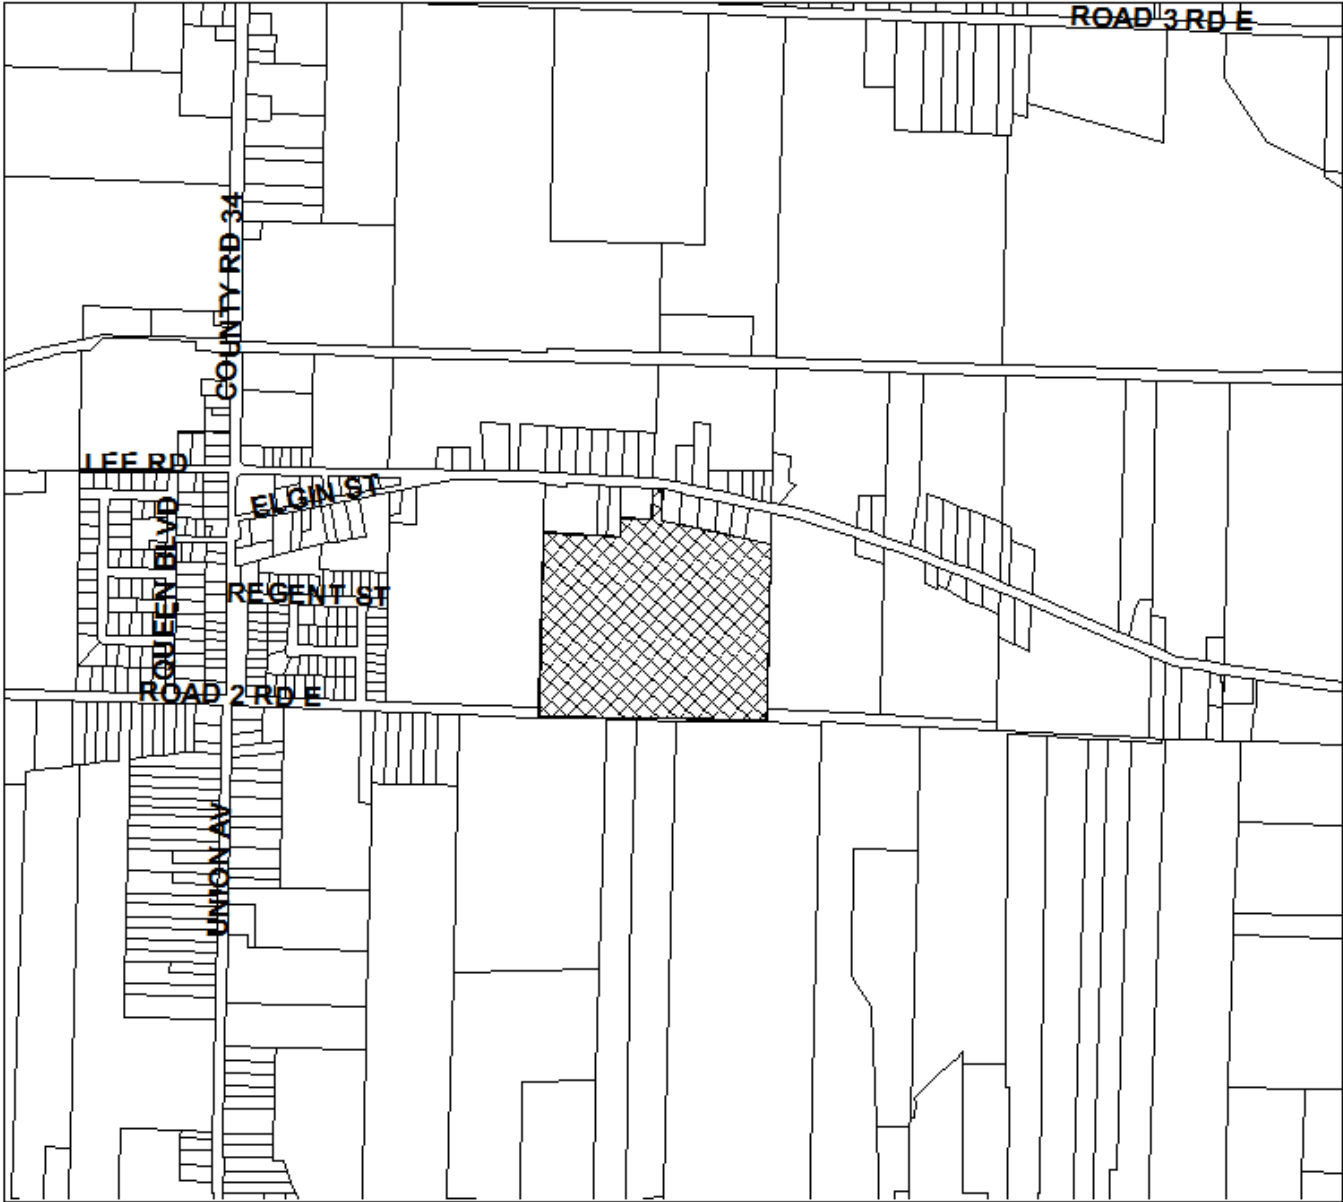 ROAD 3 RD E
COUNTY RD 34
LEE RD
ELGIN ST
QUEEN BLVD
REGENT ST
ROAD 2 RD E
UNION AV